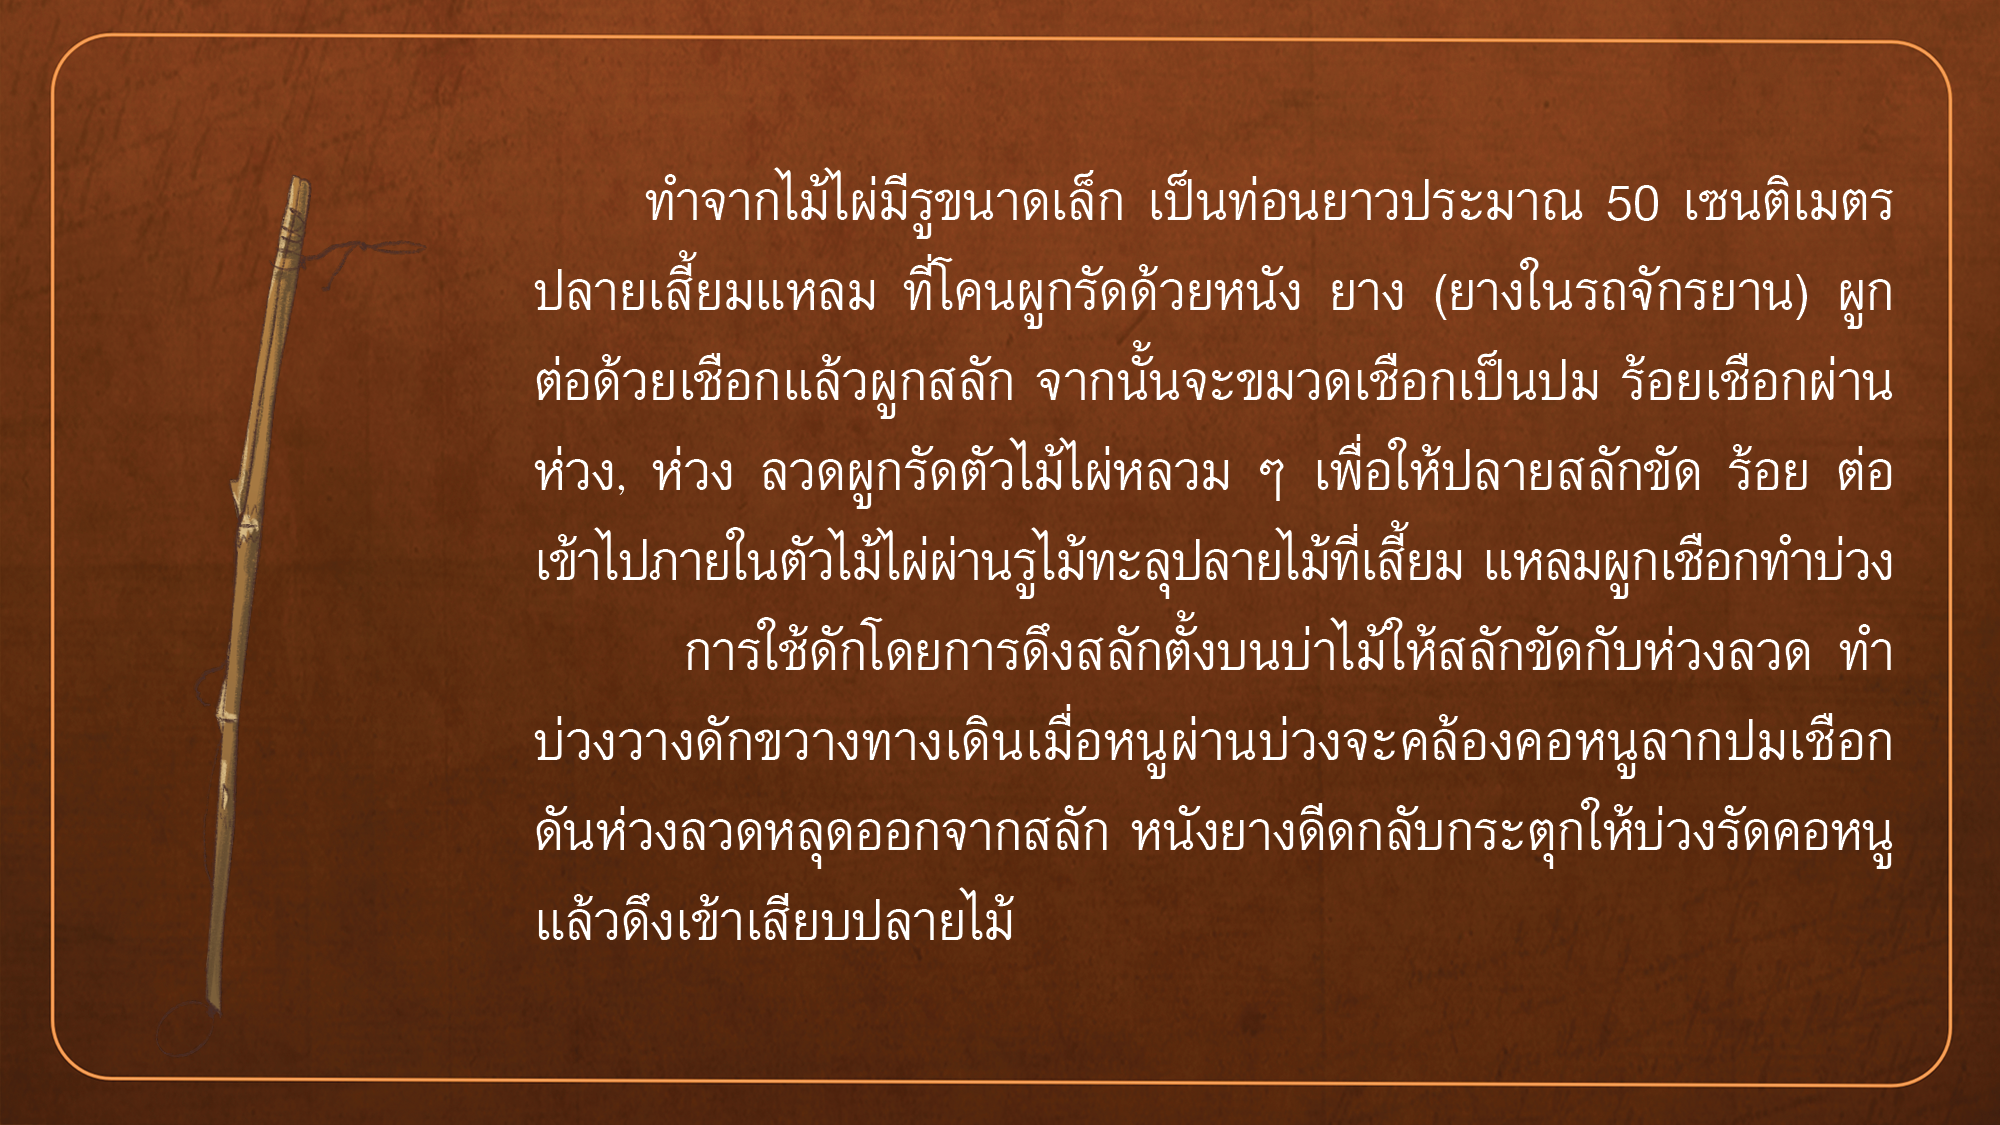 ทำจากไม้ไผ่มีรูขนาดเล็ก เป็นท่อนยาวประมาณ 50 เซนติเมตร
ปลายเสี้ยมแหลม ที่โคนผูกรัดด้วยหนัง ยาง (ยางในรถจักรยาน) ผูก
ต่อด้วยเชือกแล้วผูกสลัก จากนั้นจะขมวดเชือกเป็นปม ร้อยเชือกผ่าน
ห่วง, ห่วง ลวดผูกรัดตัวไม้ไผ่หลวม ๆ เพื่อให้ปลายสลักขัด ร้อย ต่อ
เข้าไปภายในตัวไม้ไผ่ผ่านรูไม้ทะลุปลายไม้ที่เสี้ยม แหลมผูกเชือกทำบ่วง
การใช้ดักโดยการดึงสลักตั้งบนบ่าไม้ให้สลักขัดกับห่วงลวด ทำ
บ่วงวางดักขวางทางเดินเมื่อหนูผ่านบ่วงจะคล้องคอหนูลากปมเชือก
ดันห่วงลวดหลุดออกจากสลัก หนังยางดีดกลับกระตุกให้บ่วงรัดคอหนู
แล้วดึงเข้าเสียบปลายไม้